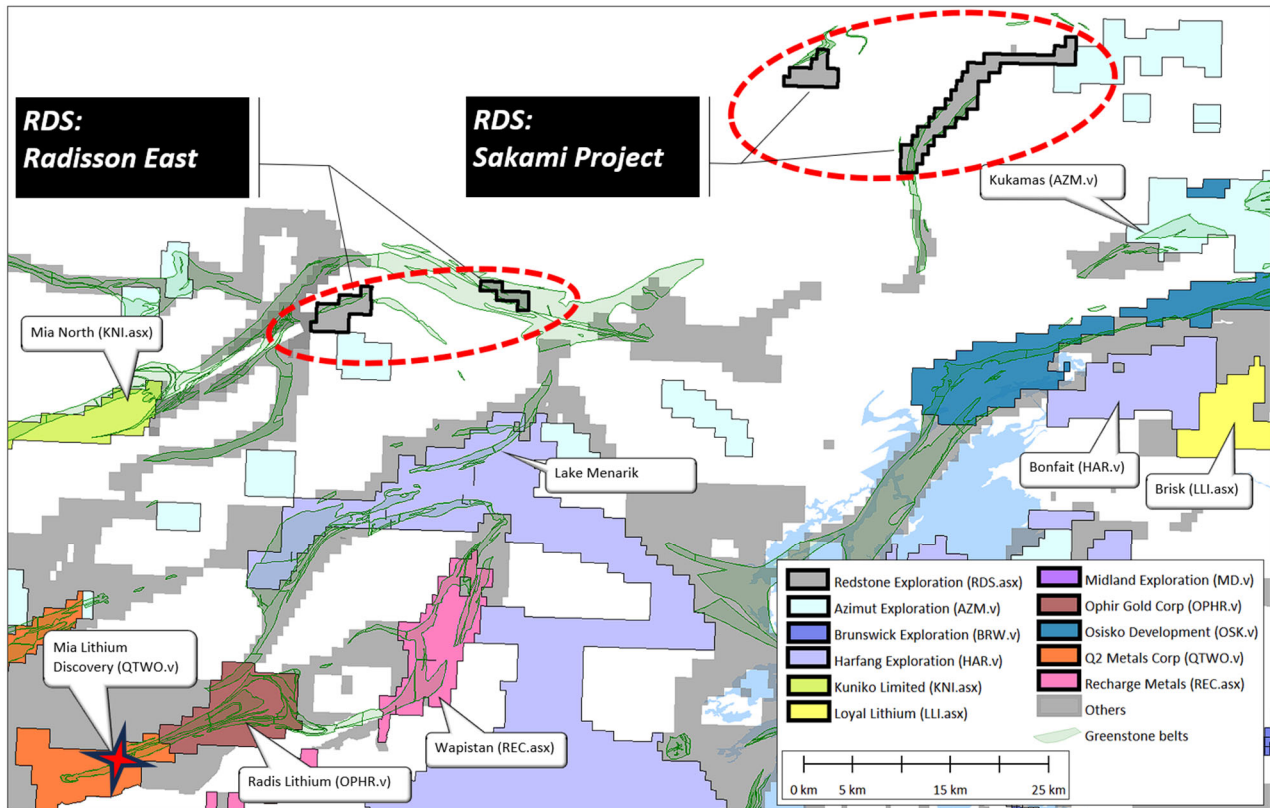 RDS:
Radisson East
RDS:
Sakami Project
Kukamas (AZM.v)
Mia North (KNI.asx)
Lake Menarik
Bonfait (HAR.v)
Brisk (LLI.asx)
Mia Lithium
Discovery (QTWO.v)
Wapistan (REC.asx)
Radis Lithium (OPHR.v)
Redstone Exploration (RDS.asx)
Azimut Exploration (AZM.v)
Brunswick Exploration (BRW.v)
Harfang Exploration (HAR.v)
Kuniko Limited (KNI.asx)
Loyal Lithium (LLI.asx)
Midland Exploration (MD.v)
Ophir Gold Corp (OPHR.v)
Osisko Development (OSK.v)
Q2 Metals Corp (QTWO.v)
Recharge Metals (REC.asx)
Others
Greenstone belts
0 km 5 km 15 km 25 km